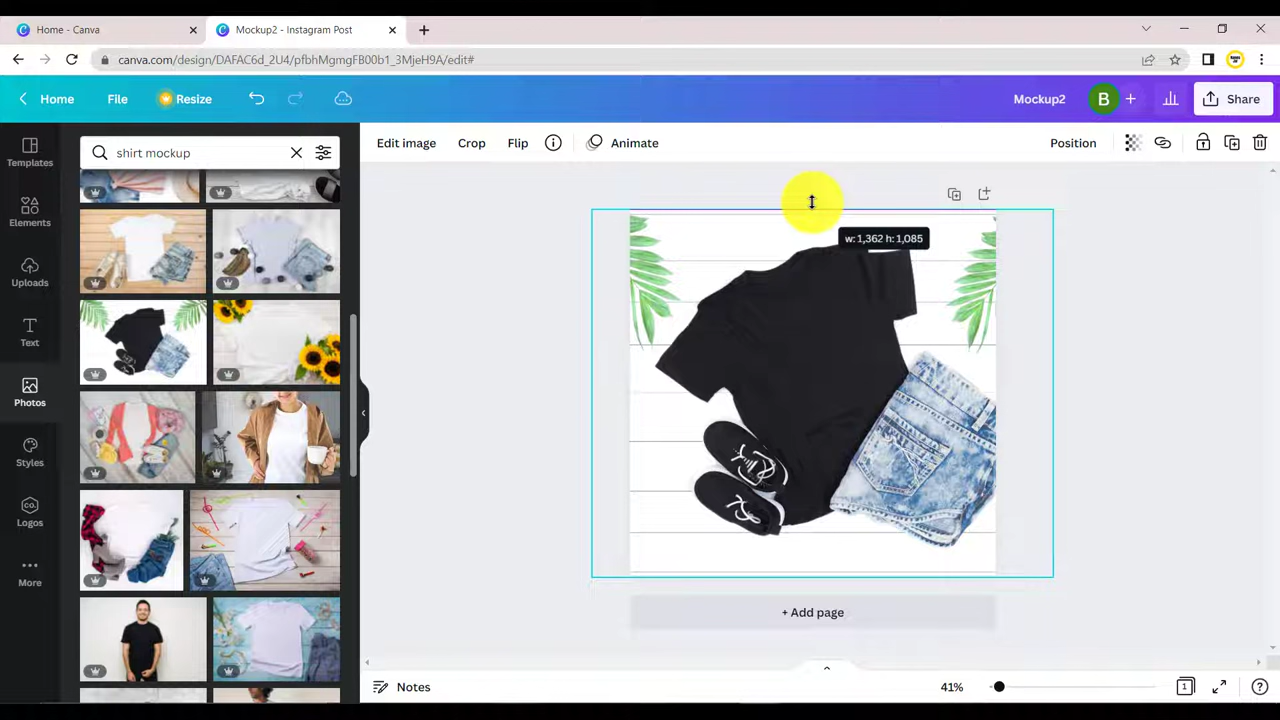 Home - Canva
Mockup2 - Instagram Post
canva.com/design/DAFAC6d_2U4/pfbhMgmgFB00b1_3MjeH9A/edit#
Home
File
Resize
Mockup2
B
Share
Templates
shirt mockup
Edit image
Crop
Flip
Animate
Position
Elements
Uploads
Text
Photos
Styles
Logos
More
w: 1,362 h: 1,085
+ Add page
Notes
41%
1